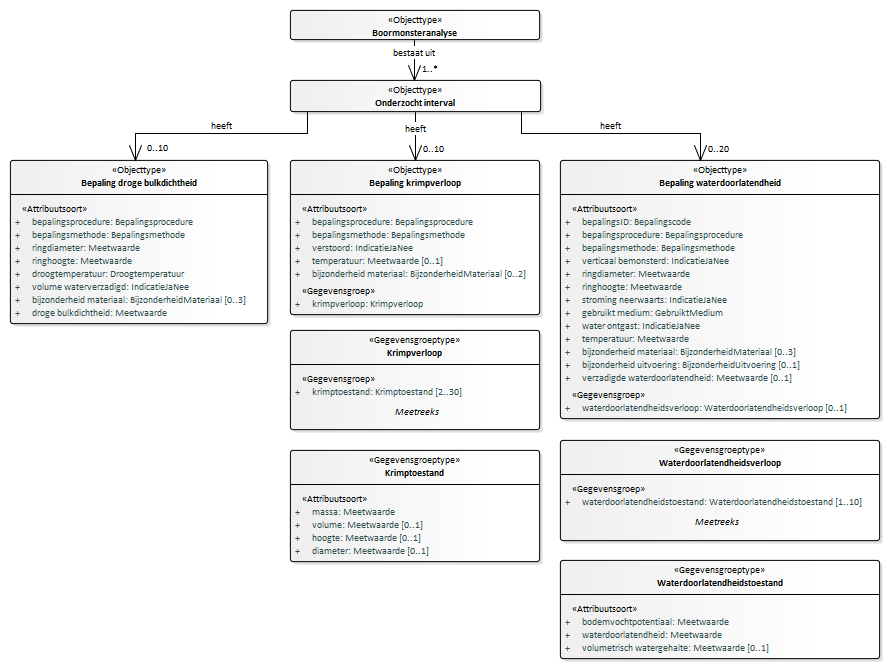 «Objecttype»
Boormonsteranalyse
bestaat uit
1..*
«Objecttype»
Onderzocht interval
heeft
0..10
heeft
0..10
heeft
0..20
«Objecttype»
Bepaling droge bulkdichtheid
«Attribuutsoort»
+ bepalingsprocedure: Bepalingsprocedure
+ bepalingsmethode: Bepalingsmethode
+ ringdiameter: Meetwaarde
+ ringhoogte: Meetwaarde
+ droogtemperatuur: Droogtemperatuur
+ volume waterverzadigd: IndicatieJaNee
+ bijzonderheid materiaal: BijzonderheidMateriaal [0..3]
+ droge bulkdichtheid: Meetwaarde
«Objecttype»
Bepaling krimpverloop
«Attribuutsoort»
+ bepalingsprocedure: Bepalingsprocedure
+ bepalingsmethode: Bepalingsmethode
+ verstoord: IndicatieJaNee
+ temperatuur: Meetwaarde [0..1]
+ bijzonderheid materiaal: BijzonderheidMateriaal [0..2]
«Gegevensgroep»
+ krimpverloop: Krimpverloop
«Gegevensgroeptype»
Krimpverloop
«Gegevensgroep»
+ krimptoestand: Krimptoestand [2..30]
Meetreeks
«Gegevensgroeptype»
Krimptoestand
«Attribuutsoort»
+ massa: Meetwaarde
+ volume: Meetwaarde [0..1]
+ hoogte: Meetwaarde [0..1]
+ diameter: Meetwaarde [0..1]
«Objecttype»
Bepaling waterdoorlatendheid
«Attribuutsoort»
+ bepalingsID: Bepalingscode
+ bepalingsprocedure: Bepalingsprocedure
+ bepalingsmethode: Bepalingsmethode
+ verticaal bemonsterd: IndicatieJaNee
+ ringdiameter: Meetwaarde
+ ringhoogte: Meetwaarde
+ stroming neerwaarts: IndicatieJaNee
+ gebruikt medium: GebruiktMedium
+ water ontgast: IndicatieJaNee
+ temperatuur: Meetwaarde
+ bijzonderheid materiaal: BijzonderheidMateriaal [0..3]
+ bijzonderheid uitvoering: BijzonderheidUitvoering [0..1]
+ verzadigde waterdoorlatendheid: Meetwaarde [0..1]
«Gegevensgroep»
+ waterdoorlatendheidsverloop: Waterdoorlatendheidsverloop [0..1]
«Gegevensgroeptype»
Waterdoorlatendheidsverloop
«Gegevensgroep»
+ waterdoorlatendheidstoestand: Waterdoorlatendheidstoestand [1..10]
Meetreeks
«Gegevensgroeptype»
Waterdoorlatendheidstoestand
«Attribuutsoort»
+ bodemvochtpotentiaal: Meetwaarde
+ waterdoorlatendheid: Meetwaarde
+ volumetrisch watergehalte: Meetwaarde [0..1]